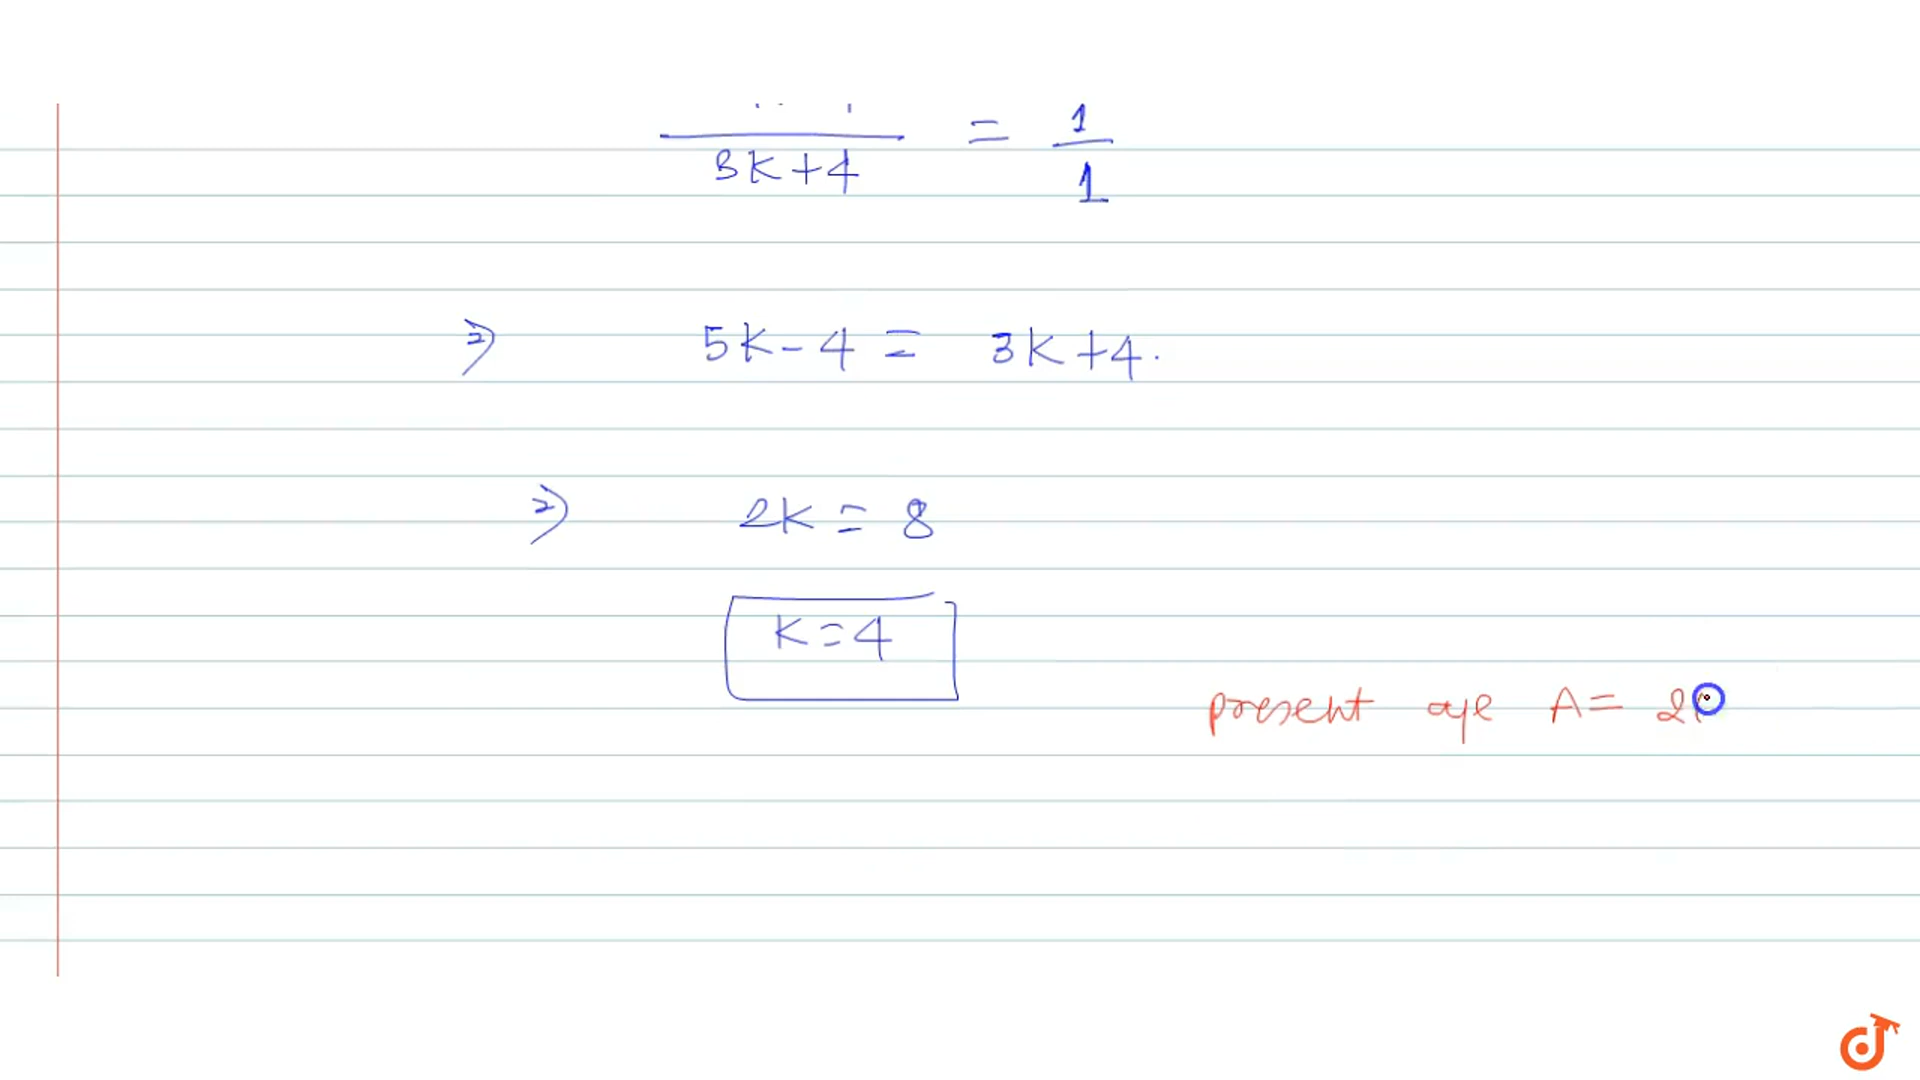 3K+4 = 1/1
⇒ 5K-4 = 3K+4.
⇒ 2K = 8
K=4
present age A= 2